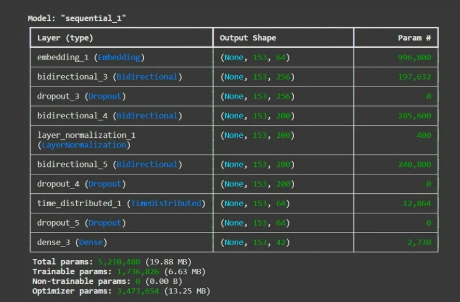 Model: "sequential_1"
Layer (type) Output Shape Param #
embedding_1 (Embedding) (None, 153, 64) 996,800
bidirectional_3 (Bidirectional) (None, 153, 256) 197,632
dropout_3 (Dropout) (None, 153, 256) 0
bidirectional_4 (Bidirectional) (None, 153, 200) 285,600
layer_normalization_1 (None, 153, 200) 400
(LayerNormalization)
bidirectional_5 (Bidirectional) (None, 153, 200) 240,800
dropout_4 (Dropout) (None, 153, 200) 0
time_distributed_1 (TimeDistributed) (None, 153, 64) 12,864
dropout_5 (Dropout) (None, 153, 64) 0
dense_3 (Dense) (None, 153, 42) 2,730
Total params: 5,210,480 (19.88 MB)
Trainable params: 1,736,826 (6.63 MB)
Non-trainable params: 0 (0.00 B)
Optimizer params: 3,473,654 (13.25 MB)